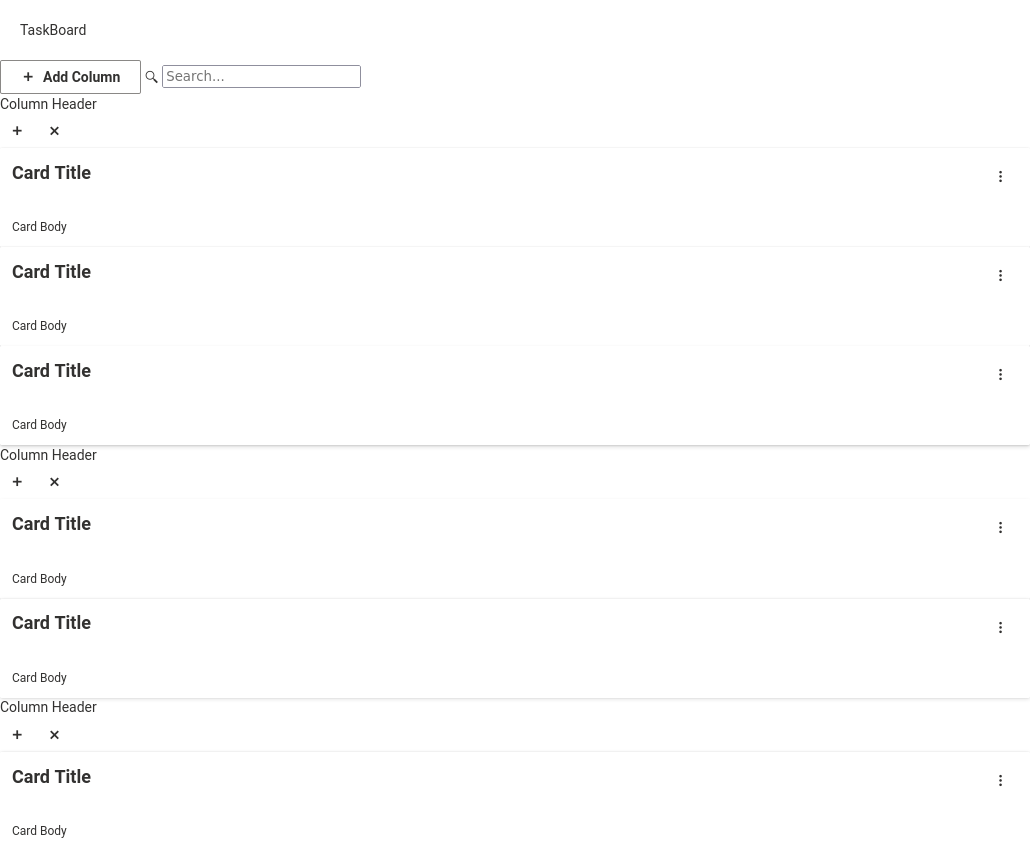 TaskBoard
+ Add Column
Search...
Column Header
+ ×
Card Title
Card Body
Card Title
Card Body
Card Title
Card Body
Column Header
+ ×
Card Title
Card Body
Card Title
Card Body
Column Header
+ ×
Card Title
Card Body